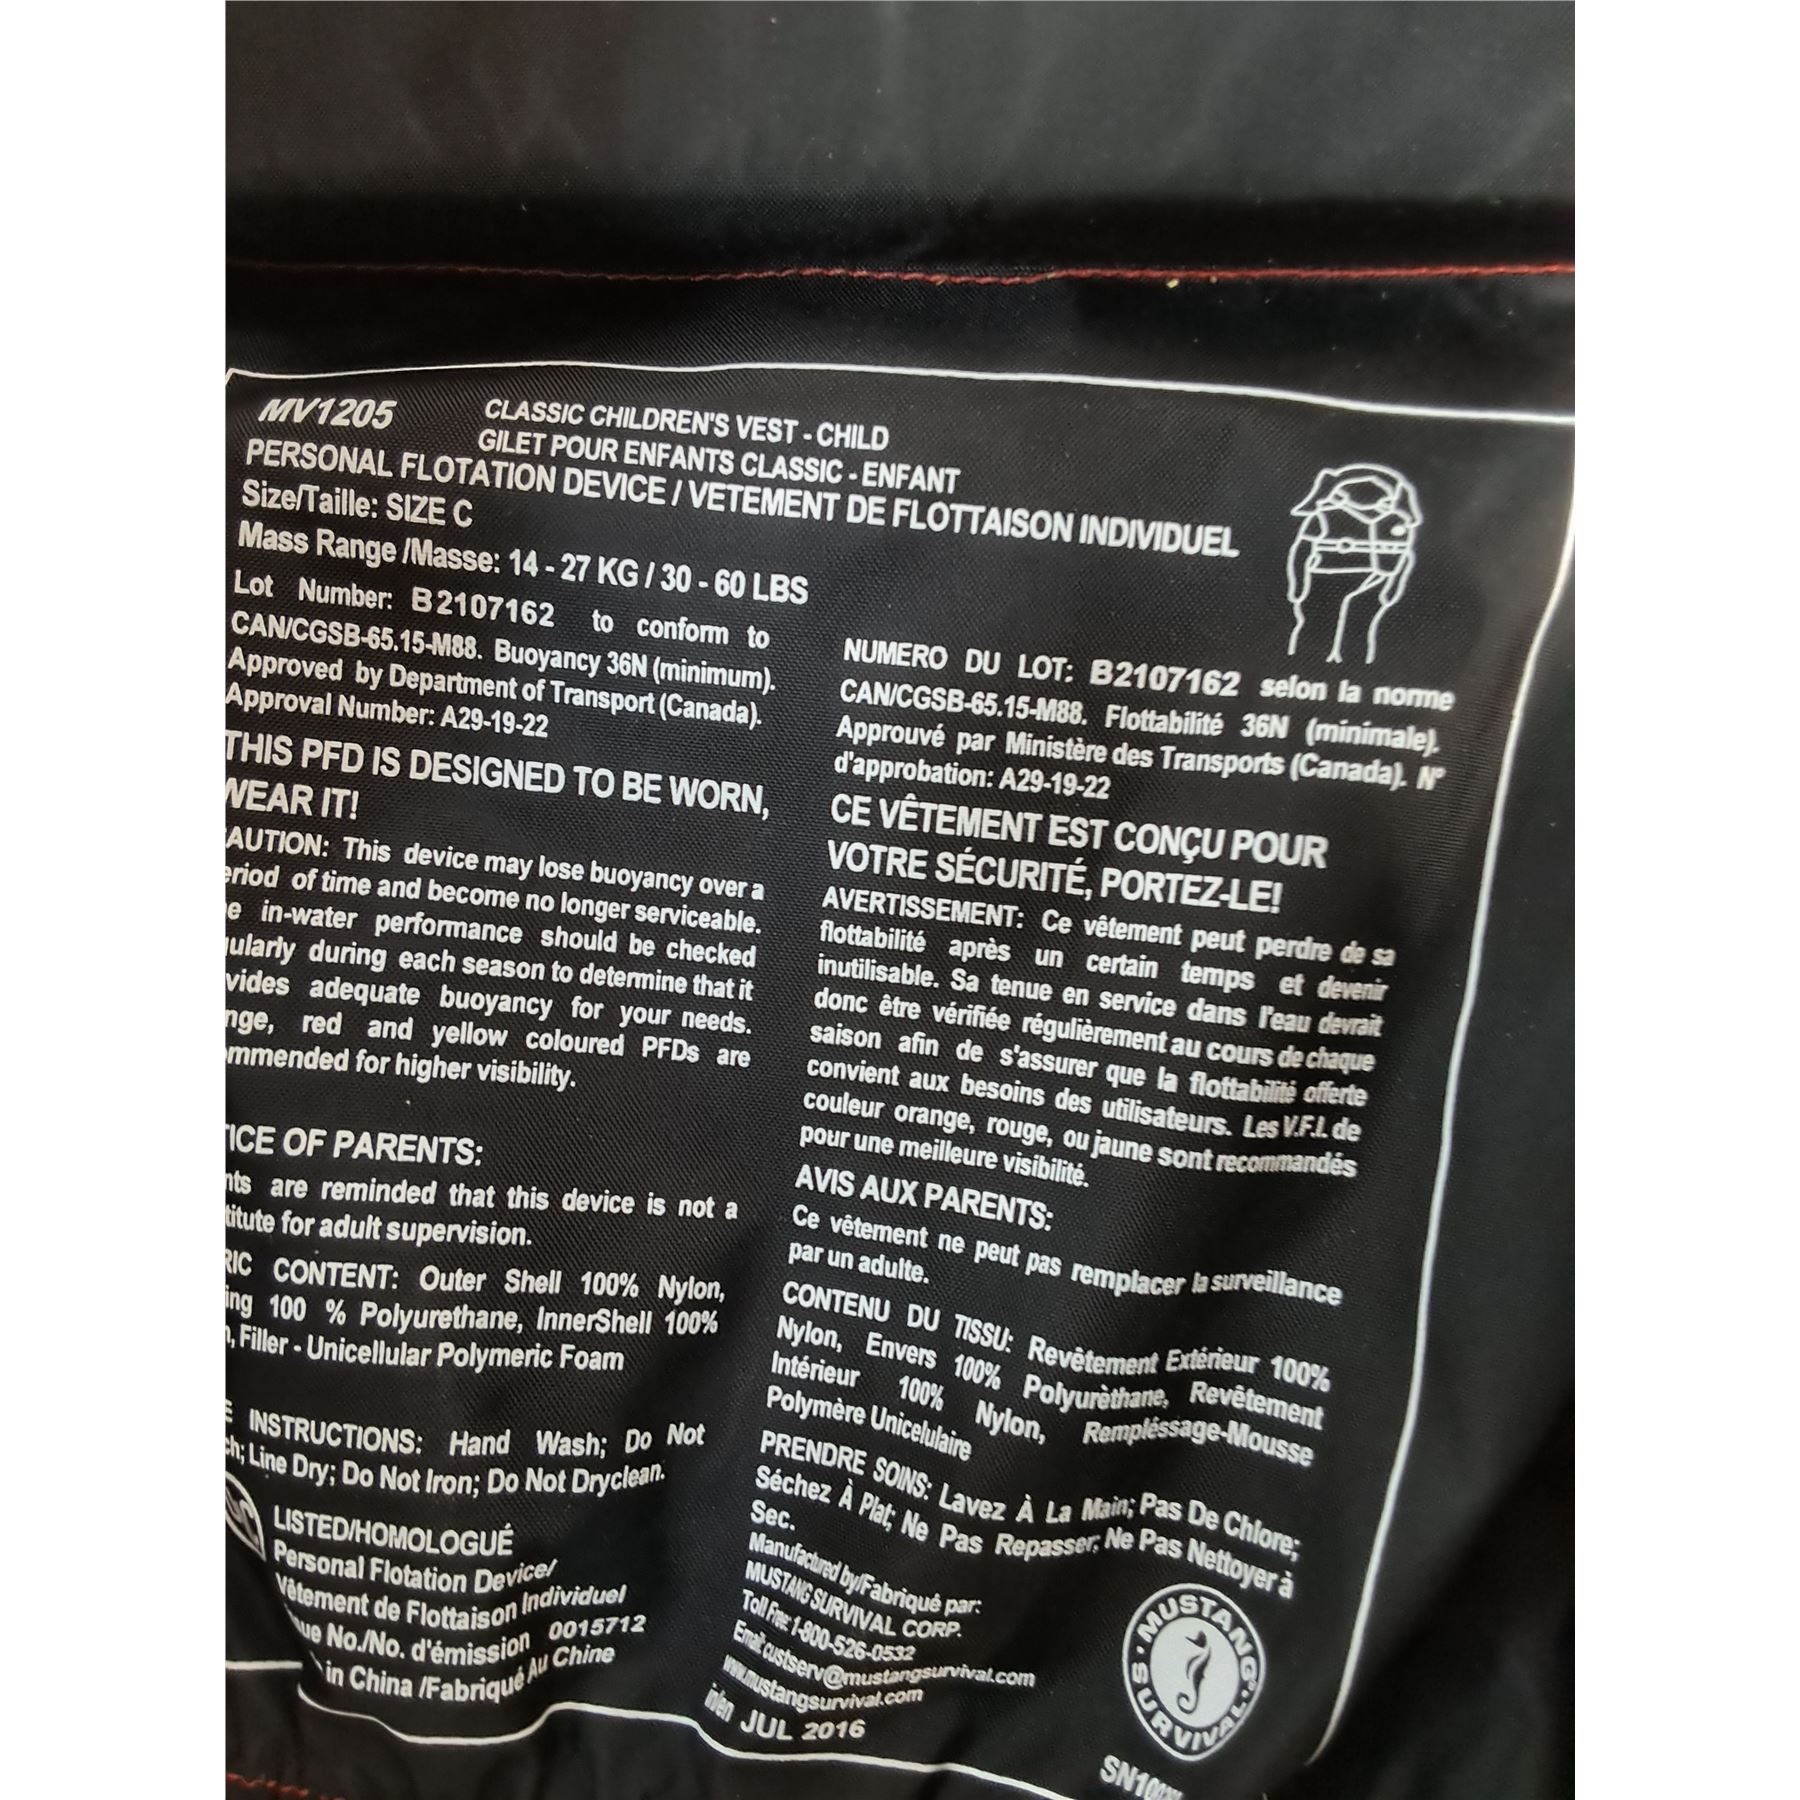 MV1205
CLASSIC CHILDREN'S VEST - CHILD
GILET POUR ENFANTS CLASSIC - ENFANT
PERSONAL FLOTATION DEVICE / VETEMENT DE FLOTTAISON INDIVIDUEL
Size/Taille: SIZE C
Mass Range /Masse: 14 - 27 KG / 30 - 60 LBS
Lot Number: B2107162 to conform to
CAN/CGSB-65.15-M88. Buoyancy 36N (minimum).
Approved by Department of Transport (Canada).
Approval Number: A29-19-22
THIS PFD IS DESIGNED TO BE WORN,
WEAR IT!
AUTION: This device may lose buoyancy over a
eriod of time and become no longer serviceable.
e in-water performance should be checked
ularly during each season to determine that it
vides adequate buoyancy for your needs.
nge, red and yellow coloured PFDs are
ommended for higher visibility.
ICE OF PARENTS:
nts are reminded that this device is not a
titute for adult supervision.
RIC CONTENT: Outer Shell 100% Nylon,
ing 100 % Polyurethane, InnerShell 100%
n, Filler - Unicellular Polymeric Foam
E INSTRUCTIONS: Hand Wash; Do Not
ch; Line Dry; Do Not Iron; Do Not Dryclean.
LISTED/HOMOLOGUÉ
Personal Flotation Device/
Vêtement de Flottaison Individuel
ue No./No. d'émission 0015712
in China /Fabriqué Au Chine
NUMERO DU LOT: B2107162 selon la norme
CAN/CGSB-65.15-M88. Flottabilité 36N (minimale).
Approuvé par Ministère des Transports (Canada). N°
d'approbation: A29-19-22
CE VÊTEMENT EST CONÇU POUR
VOTRE SÉCURITÉ, PORTEZ-LE!
AVERTISSEMENT: Ce vêtement peut perdre de sa
flottabilité après un certain temps et devenir
inutilisable. Sa tenue en service dans l'eau devrait
donc être vérifiée régulièrement au cours de chaque
saison afin de s'assurer que la flottabilité offerte
convient aux besoins des utilisateurs. Les V.F.I. de
couleur orange, rouge, ou jaune sont recommandés
pour une meilleure visibilité.
AVIS AUX PARENTS:
Ce vêtement ne peut pas remplacer la surveillance
par un adulte.
CONTENU DU TISSU: Revêtement Extérieur 100%
Nylon, Envers 100% Polyurèthane, Revêtement
Intérieur 100% Nylon, Rempléssage-Mousse
Polymère Unicelulaire
PRENDRE SOINS: Lavez À La Main; Pas De Chlore;
Séchez À Plat; Ne Pas Repasser; Ne Pas Nettoyer à
Sec.
Manufactured by/Fabriqué par:
MUSTANG SURVIVAL CORP.
Toll Free: 1-800-526-0532
Email: custserv@mustangsurvival.com
www.mustangsurvival.com
in/en JUL 2016
MUSTANG SURVIVAL